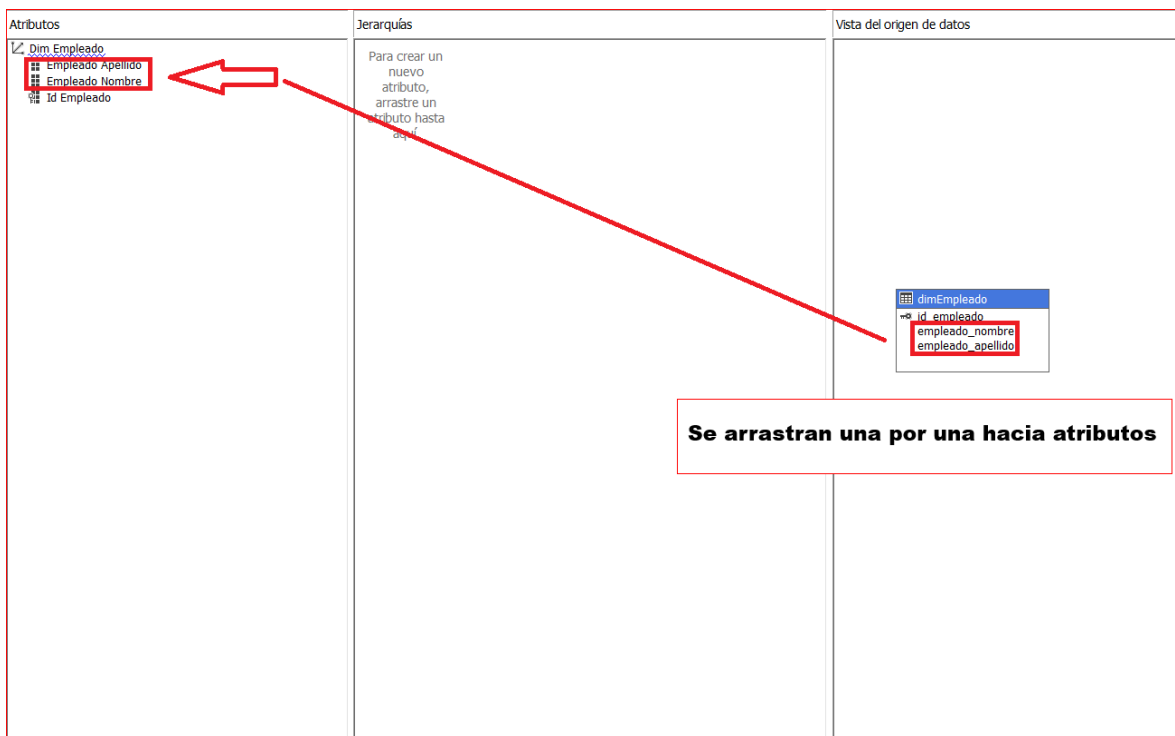 Atributos
Dim Empleado
Empleado Apellido
Empleado Nombre
Id Empleado
Jerarquías
Para crear un
nuevo
atributo,
arrastre un
atributo hasta
aquí.
Vista del origen de datos
dimEmpleado
id_empleado
empleado_nombre
empleado_apellido
Se arrastran una por una hacia atributos